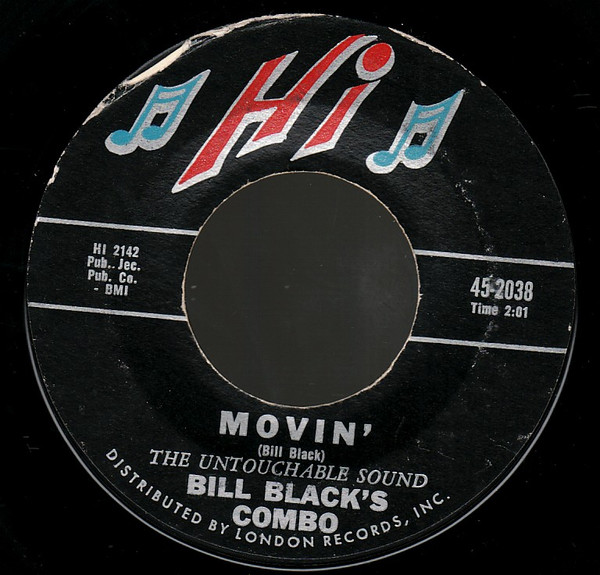 Hi
HI 2142
Pub. Jec.
Pub. Co.
- BMI
45-2038
Time 2:01
MOVIN'
(Bill Black)
THE UNTOUCHABLE SOUND
BILL BLACK'S
COMBO
DISTRIBUTED BY LONDON RECORDS, INC.